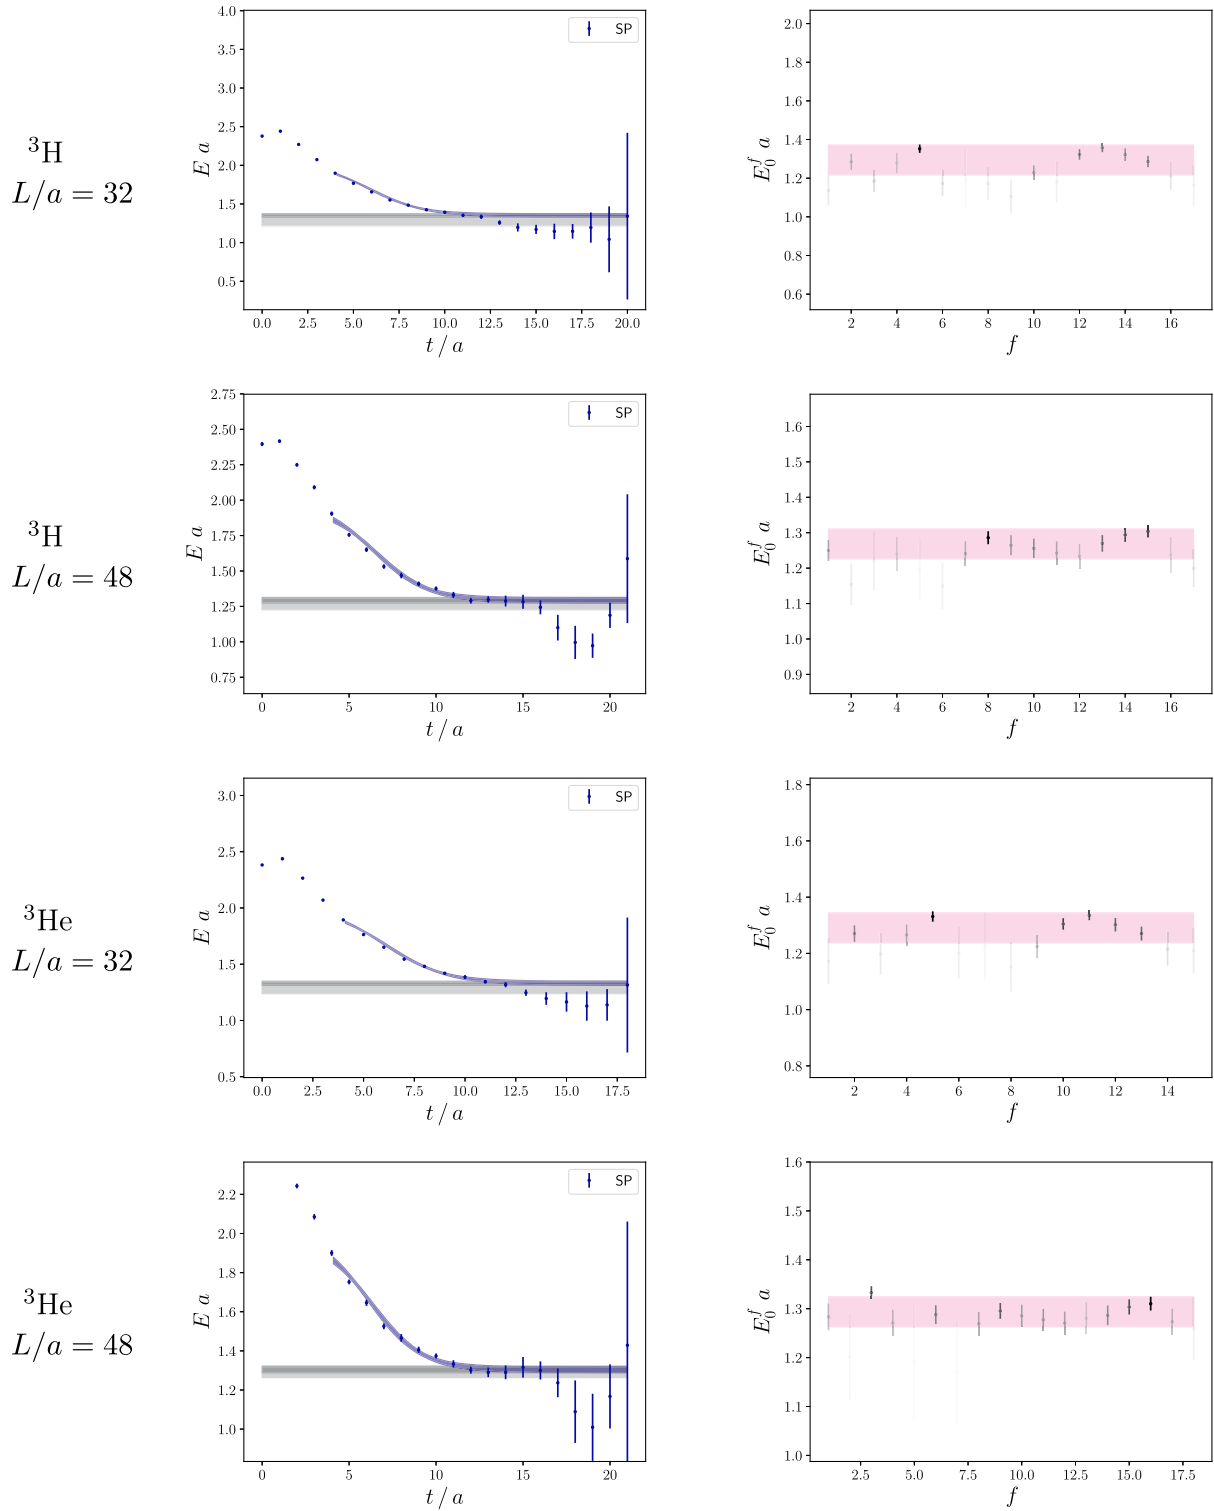 ³H
L/a = 32
4.0
3.5
3.0
2.5
2.0
1.5
1.0
0.5
E a
SP
0.0 2.5 5.0 7.5 10.0 12.5 15.0 17.5 20.0
t / a
2.0
1.8
1.6
1.4
1.2
1.0
0.8
0.6
E₀ᶠ a
2 4 6 8 10 12 14 16
f
³H
L/a = 48
2.75
2.50
2.25
2.00
1.75
1.50
1.25
1.00
0.75
E a
SP
0 5 10 15 20
t / a
1.6
1.5
1.4
1.3
1.2
1.1
1.0
0.9
E₀ᶠ a
2 4 6 8 10 12 14 16
f
³He
L/a = 32
3.0
2.5
2.0
1.5
1.0
0.5
E a
SP
0.0 2.5 5.0 7.5 10.0 12.5 15.0 17.5
t / a
1.8
1.6
1.4
1.2
1.0
0.8
E₀ᶠ a
2 4 6 8 10 12 14
f
³He
L/a = 48
2.2
2.0
1.8
1.6
1.4
1.2
1.0
E a
SP
0 5 10 15 20
t / a
1.6
1.5
1.4
1.3
1.2
1.1
1.0
E₀ᶠ a
2.5 5.0 7.5 10.0 12.5 15.0 17.5
f